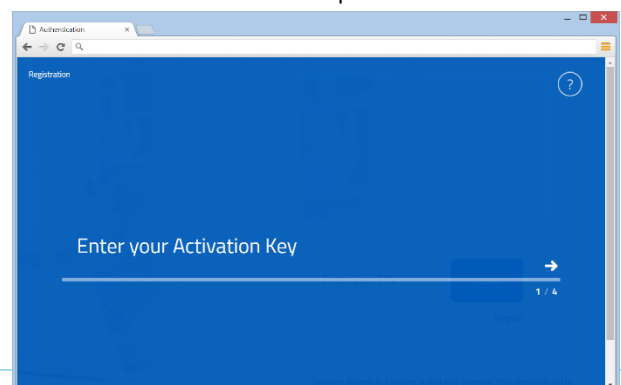 Authentication
Registration
?
Enter your Activation Key
1 / 4